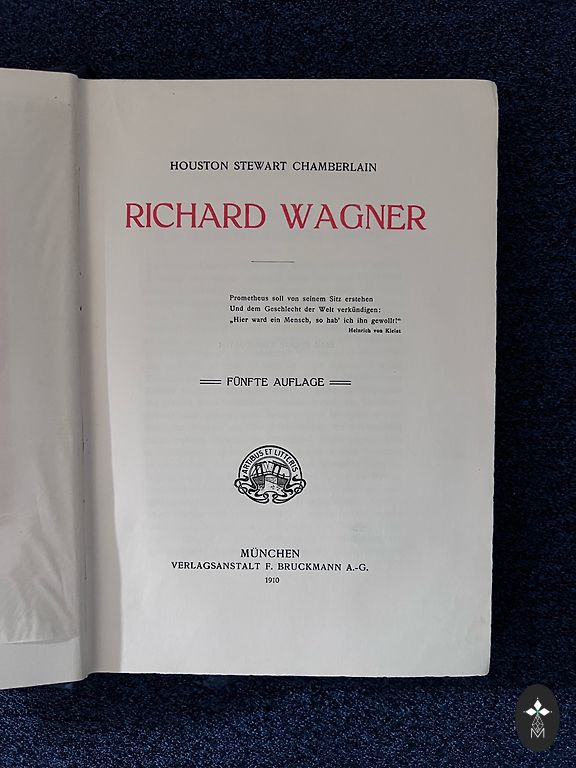 HOUSTON STEWART CHAMBERLAIN
RICHARD WAGNER
Prometheus soll von seinem Sitz erstehen
Und dem Geschlecht der Welt verkündigen:
„Hier ward ein Mensch, so hab' ich ihn gewollt!“
Heinrich von Kleist
FÜNFTE AUFLAGE
ARTIBUS ET LITTERIS
MÜNCHEN
VERLAGSANSTALT F. BRUCKMANN A.-G.
1910
M